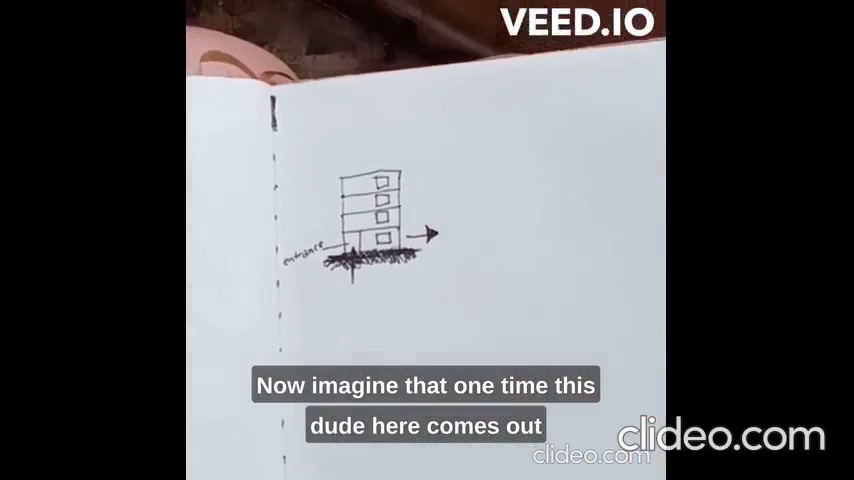 VEED.IO
entrance
Now imagine that one time this
dude here comes out
clideo.com
clideo.com